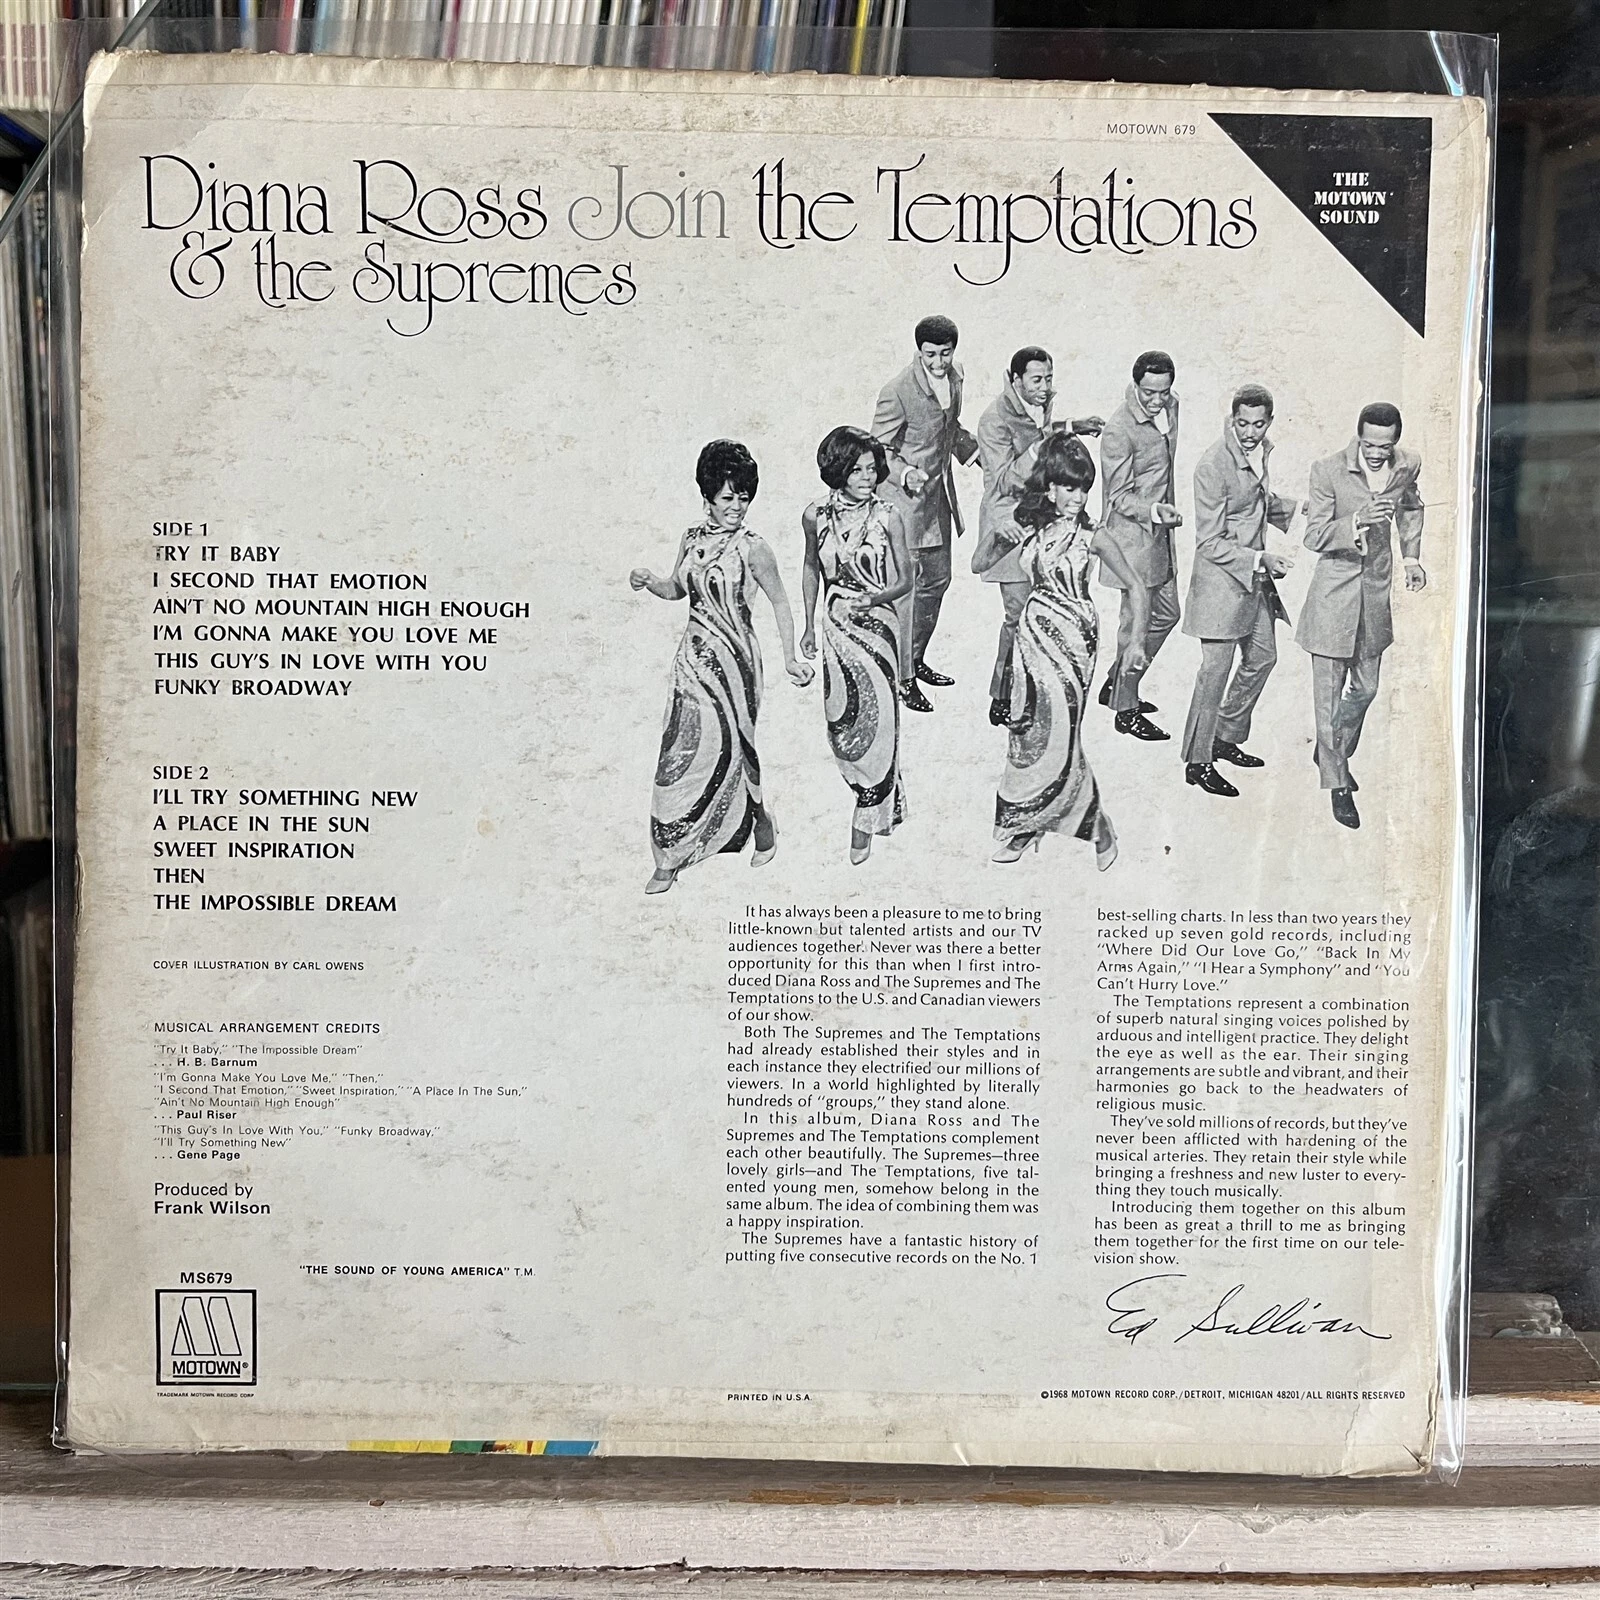 MOTOWN 679
THE
MOTOWN
SOUND
Diana Ross Join the Temptations
& the Supremes
SIDE 1
TRY IT BABY
I SECOND THAT EMOTION
AIN'T NO MOUNTAIN HIGH ENOUGH
I'M GONNA MAKE YOU LOVE ME
THIS GUY'S IN LOVE WITH YOU
FUNKY BROADWAY
SIDE 2
I'LL TRY SOMETHING NEW
A PLACE IN THE SUN
SWEET INSPIRATION
THEN
THE IMPOSSIBLE DREAM
COVER ILLUSTRATION BY CARL OWENS
MUSICAL ARRANGEMENT CREDITS
"Try It Baby," "The Impossible Dream"
. . . H. B. Barnum
"I'm Gonna Make You Love Me," "Then,"
"I Second That Emotion," "Sweet Inspiration," "A Place In The Sun,"
"Ain't No Mountain High Enough"
. . . Paul Riser
"This Guy's In Love With You," "Funky Broadway,"
"I'll Try Something New"
. . . Gene Page
Produced by
Frank Wilson
"THE SOUND OF YOUNG AMERICA" T.M.
MS679
MOTOWN®
TRADEMARK MOTOWN RECORD CORP
It has always been a pleasure to me to bring
little-known but talented artists and our TV
audiences together. Never was there a better
opportunity for this than when I first intro-
duced Diana Ross and The Supremes and The
Temptations to the U.S. and Canadian viewers
of our show.
Both The Supremes and The Temptations
had already established their styles and in
each instance they electrified our millions of
viewers. In a world highlighted by literally
hundreds of "groups," they stand alone.
In this album, Diana Ross and The
Supremes and The Temptations complement
each other beautifully. The Supremes—three
lovely girls—and The Temptations, five tal-
ented young men, somehow belong in the
same album. The idea of combining them was
a happy inspiration.
The Supremes have a fantastic history of
putting five consecutive records on the No. 1
best-selling charts. In less than two years they
racked up seven gold records, including
"Where Did Our Love Go," "Back In My
Arms Again," "I Hear a Symphony" and "You
Can't Hurry Love."
The Temptations represent a combination
of superb natural singing voices polished by
arduous and intelligent practice. They delight
the eye as well as the ear. Their singing
arrangements are subtle and vibrant, and their
harmonies go back to the headwaters of
religious music.
They've sold millions of records, but they've
never been afflicted with hardening of the
musical arteries. They retain their style while
bringing a freshness and new luster to every-
thing they touch musically.
Introducing them together on this album
has been as great a thrill to me as bringing
them together for the first time on our tele-
vision show.
Ed Sullivan
PRINTED IN U.S.A.
©1968 MOTOWN RECORD CORP./DETROIT, MICHIGAN 48201/ALL RIGHTS RESERVED